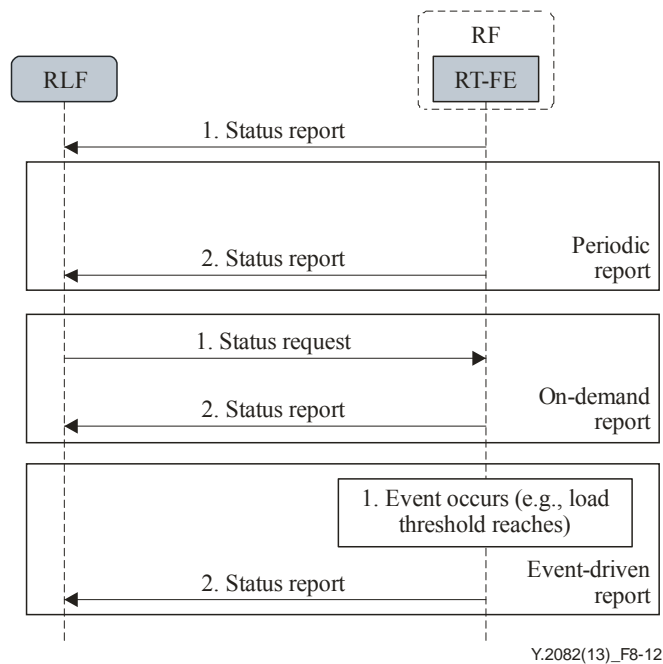 RF
RLF
RT-FE
1. Status report
2. Status report
Periodic
report
1. Status request
2. Status report
On-demand
report
1. Event occurs (e.g., load
threshold reaches)
2. Status report
Event-driven
report
Y.2082(13)_F8-12